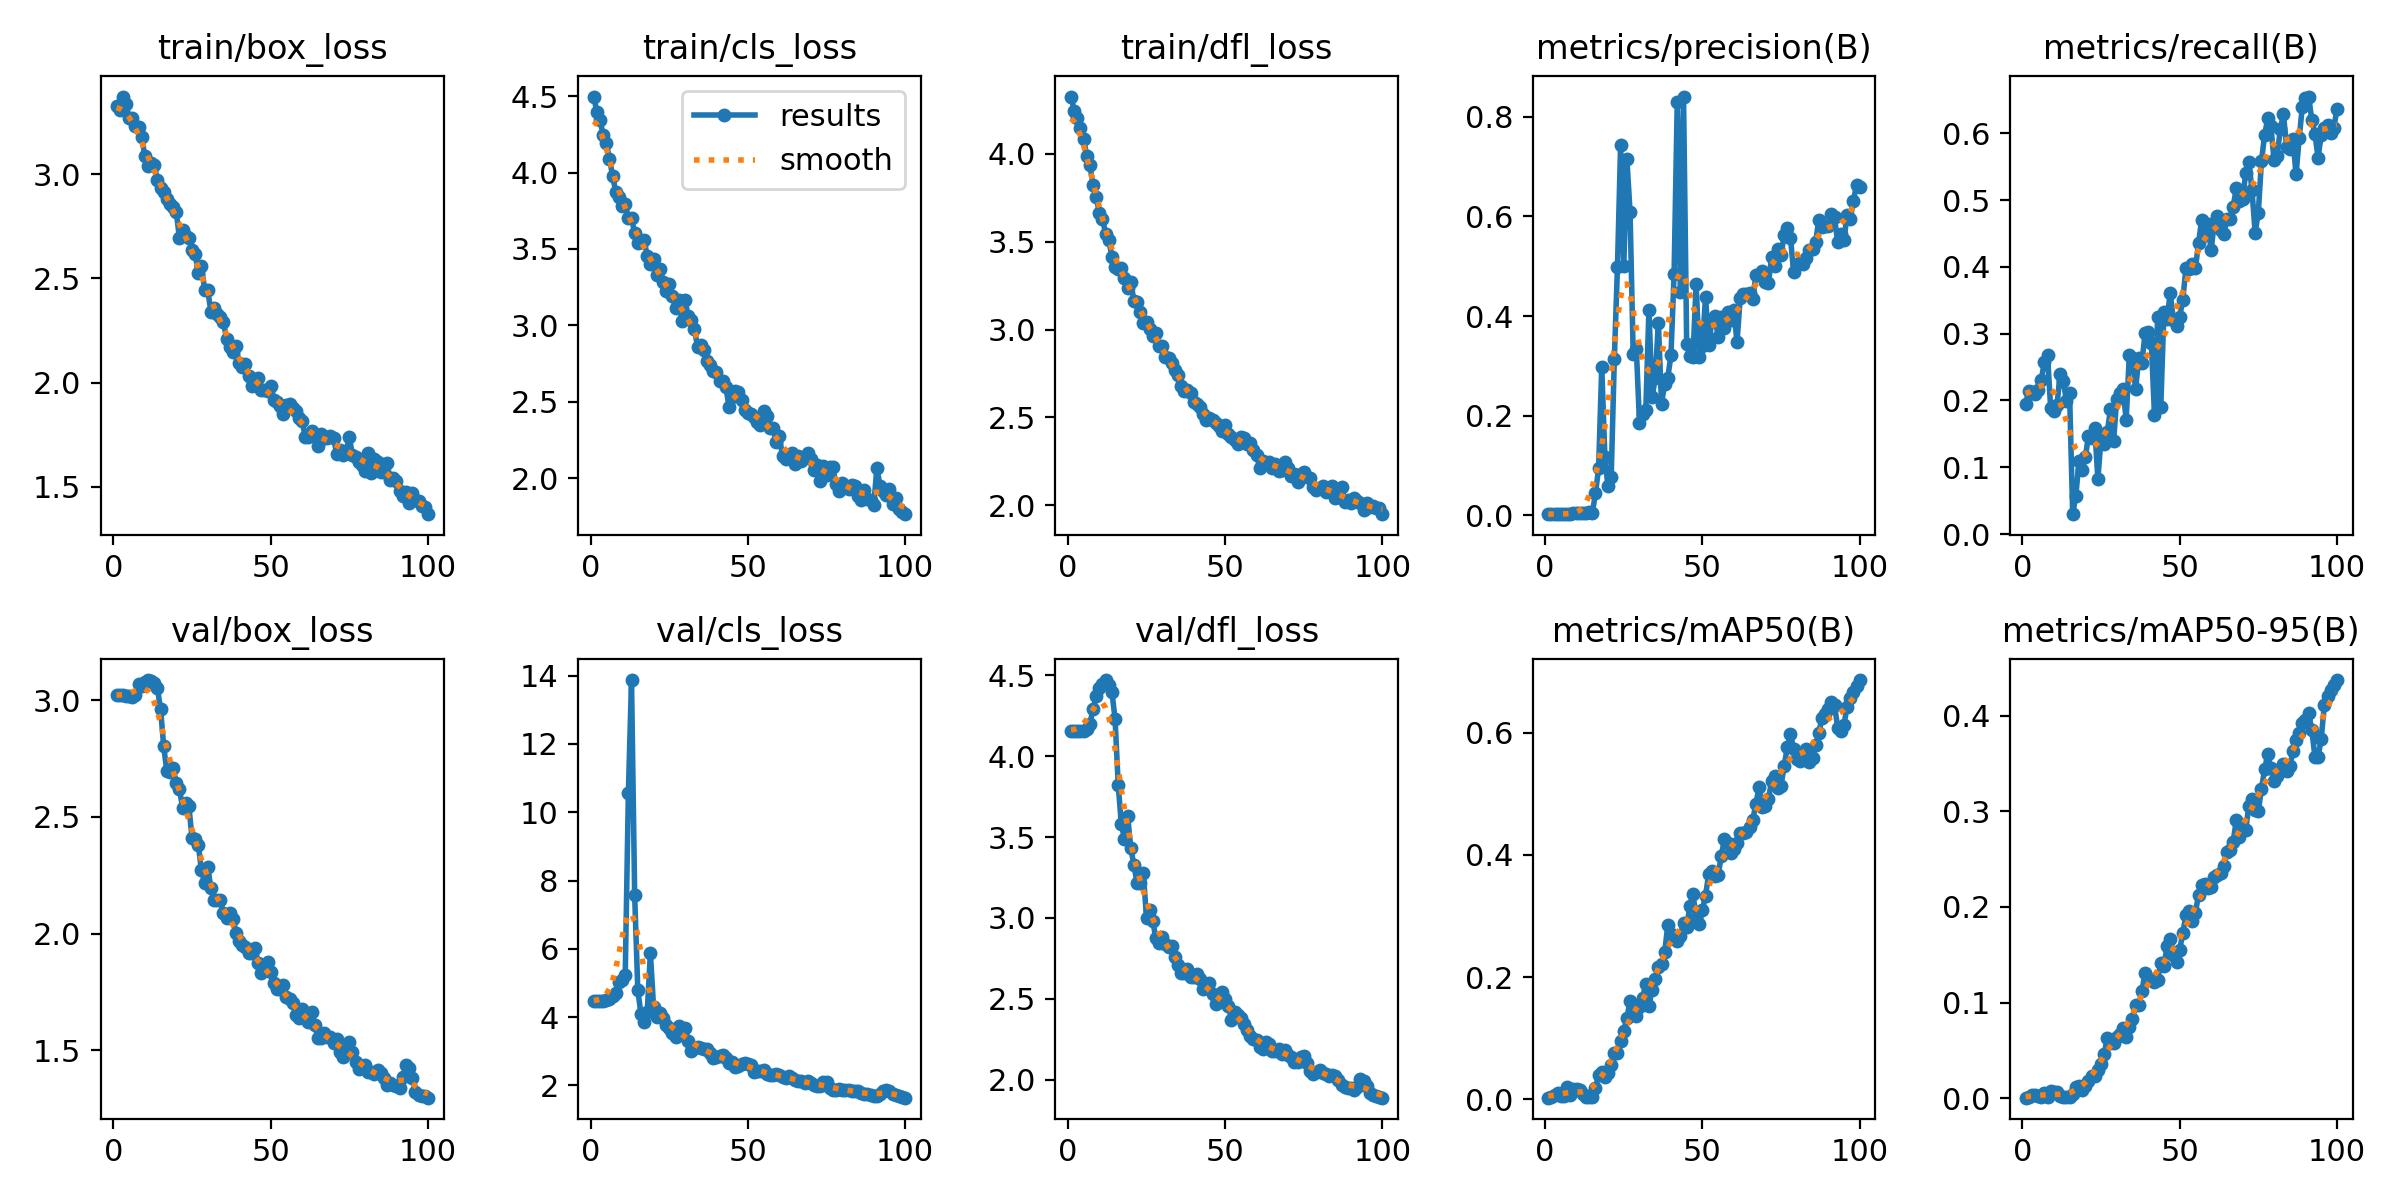 train/box_loss
3.0
2.5
2.0
1.5
0 50 100
train/cls_loss
results
smooth
4.5
4.0
3.5
3.0
2.5
2.0
0 50 100
train/dfl_loss
4.0
3.5
3.0
2.5
2.0
0 50 100
metrics/precision(B)
0.8
0.6
0.4
0.2
0.0
0 50 100
metrics/recall(B)
0.6
0.5
0.4
0.3
0.2
0.1
0.0
0 50 100
val/box_loss
3.0
2.5
2.0
1.5
0 50 100
val/cls_loss
14
12
10
8
6
4
2
0 50 100
val/dfl_loss
4.5
4.0
3.5
3.0
2.5
2.0
0 50 100
metrics/mAP50(B)
0.6
0.4
0.2
0.0
0 50 100
metrics/mAP50-95(B)
0.4
0.3
0.2
0.1
0.0
0 50 100